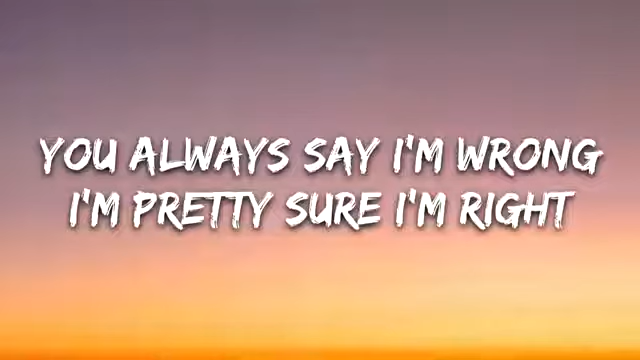 YOU ALWAYS SAY I'M WRONG
I'M PRETTY SURE I'M RIGHT